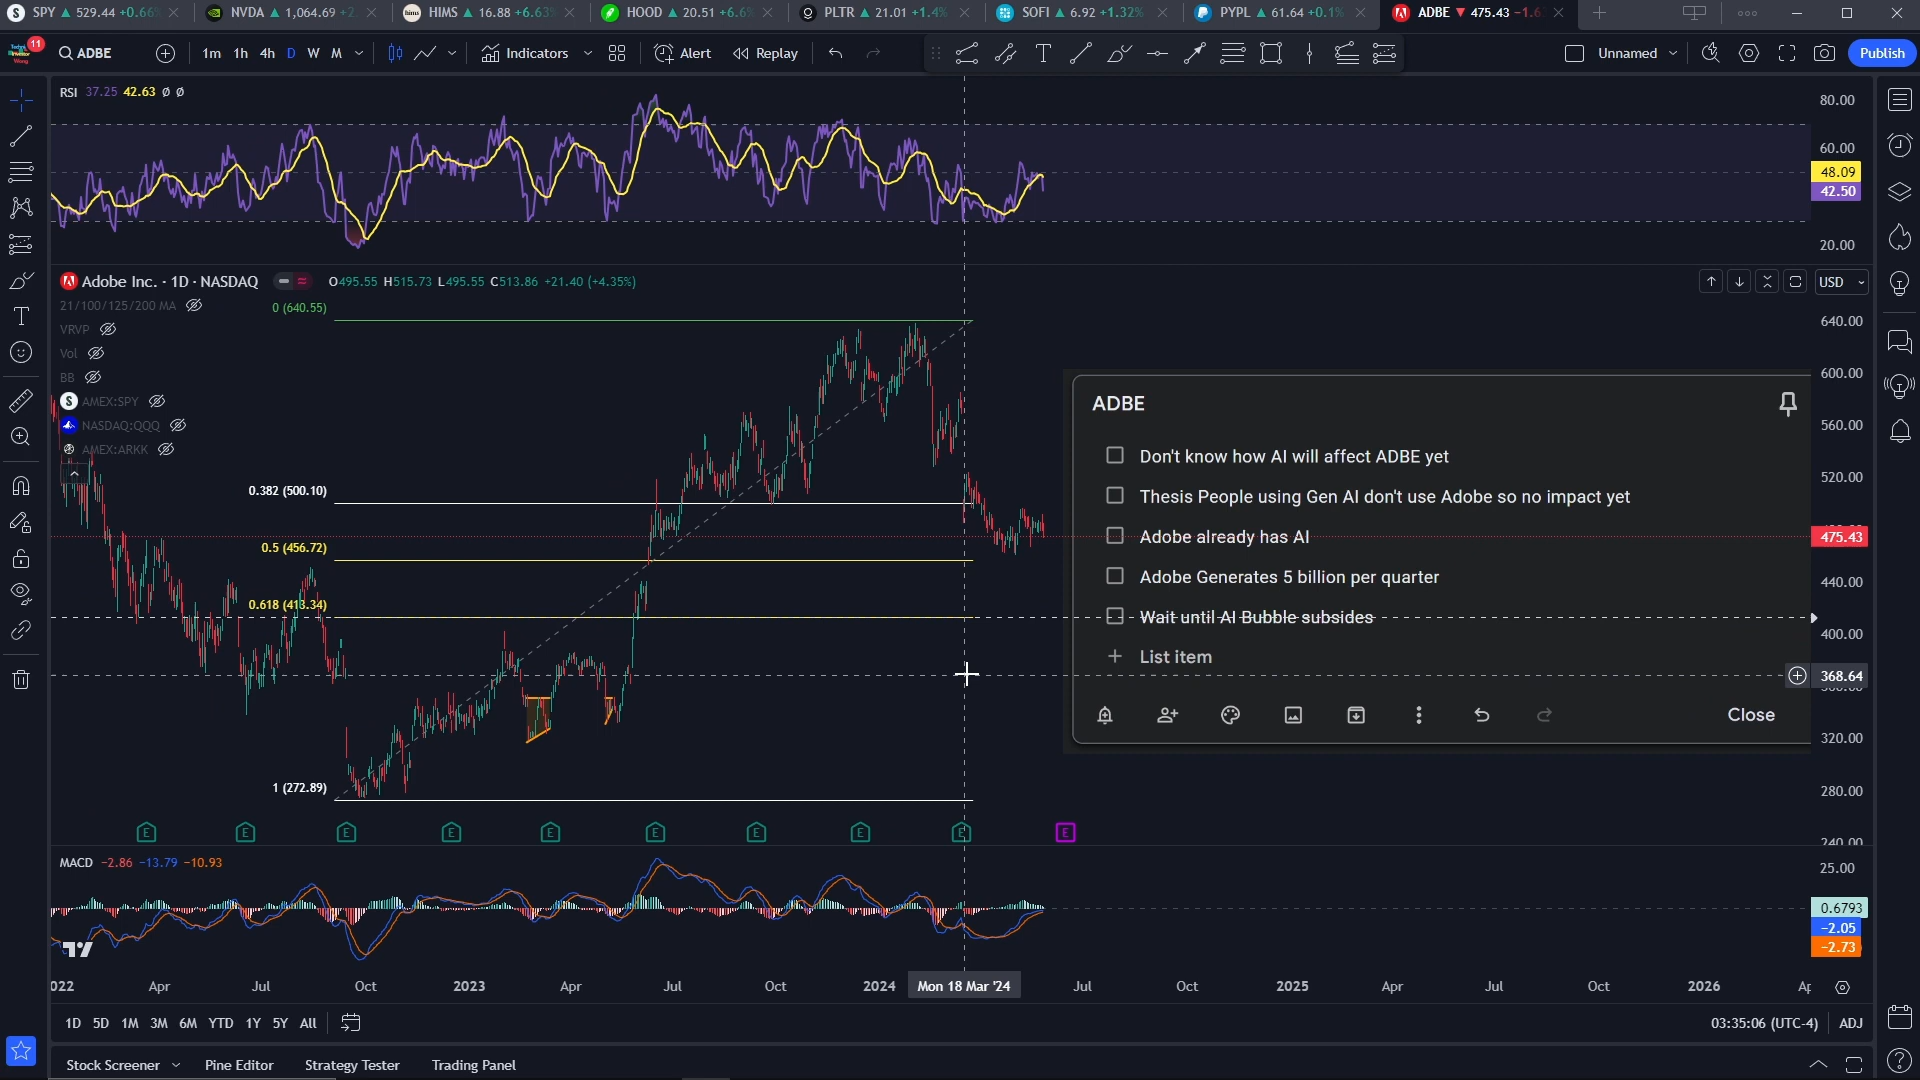 SPY 529.44 +0.66
NVDA 1,064.69 +2
HIMS 16.88 +6.63
HOOD 20.51 +6.6
PLTR 21.01 +1.4%
SOFI 6.92 +1.32%
PYPL 61.64 +0.1%
ADBE 475.43 −1.6
11
ADBE
1m 1h 4h D W M
Indicators
Alert
Replay
Unnamed
Publish
RSI 37.25 42.63 ø ø
80.00
60.00
48.09
42.50
20.00
Adobe Inc. · 1D · NASDAQ
O495.55 H515.73 L495.55 C513.86 +21.40 (+4.35%)
USD
21/100/125/200 MA
VRVP
Vol
BB
AMEX:SPY
NASDAQ:QQQ
AMEX:ARKK
0 (640.55)
0.382 (500.10)
0.5 (456.72)
0.618 (413.34)
1 (272.89)
640.00
600.00
560.00
520.00
475.43
440.00
400.00
368.64
320.00
280.00
240.00
ADBE
Don't know how AI will affect ADBE yet
Thesis People using Gen AI don't use Adobe so no impact yet
Adobe already has AI
Adobe Generates 5 billion per quarter
Wait until AI Bubble subsides
+ List item
Close
E E E E E E E E E E
MACD −2.86 −13.79 −10.93
25.00
0.6793
−2.05
−2.73
022 Apr Jul Oct 2023 Apr Jul Oct 2024 Mon 18 Mar '24 Jul Oct 2025 Apr Jul Oct 2026 Ap
1D 5D 1M 3M 6M YTD 1Y 5Y All
03:35:06 (UTC-4) ADJ
Stock Screener
Pine Editor
Strategy Tester
Trading Panel